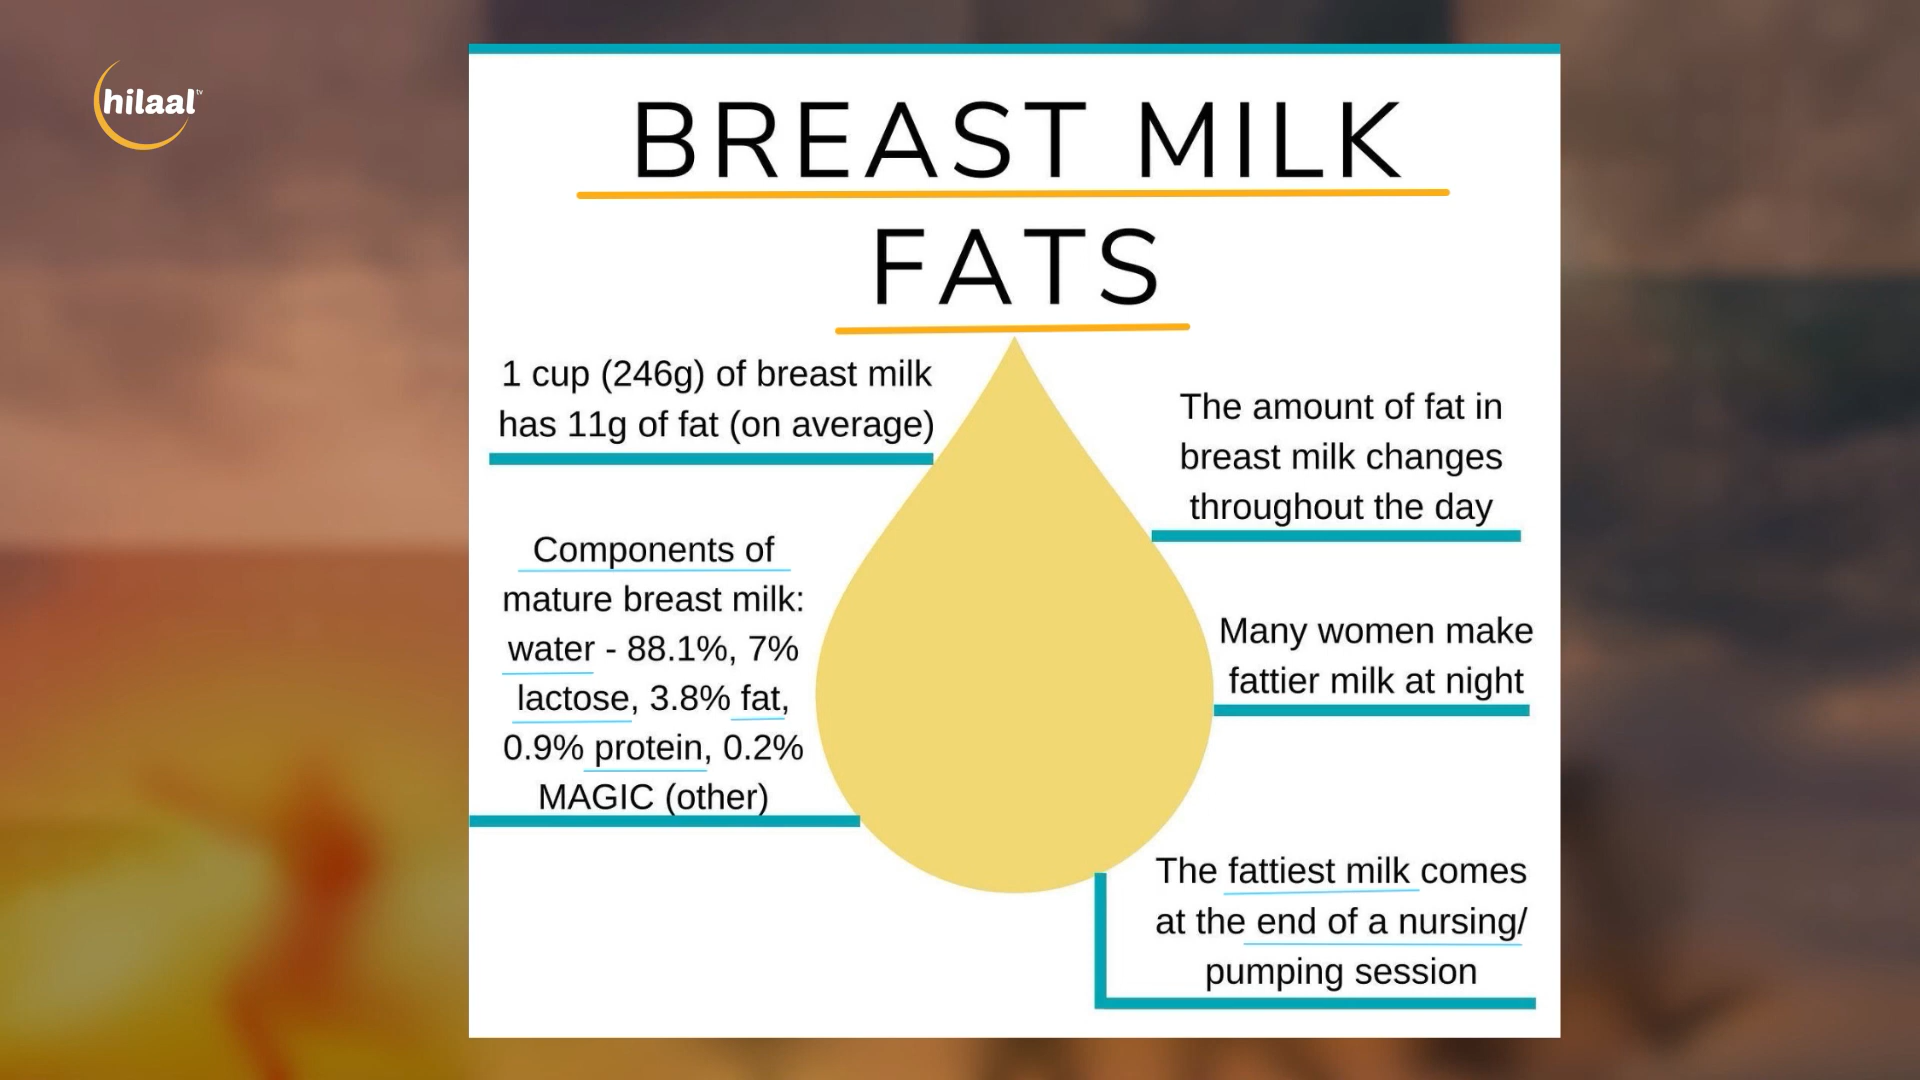 hilaal tv
BREAST MILK
FATS
1 cup (246g) of breast milk
has 11g of fat (on average)
Components of
mature breast milk:
water - 88.1%, 7%
lactose, 3.8% fat,
0.9% protein, 0.2%
MAGIC (other)
The amount of fat in
breast milk changes
throughout the day
Many women make
fattier milk at night
The fattiest milk comes
at the end of a nursing/
pumping session